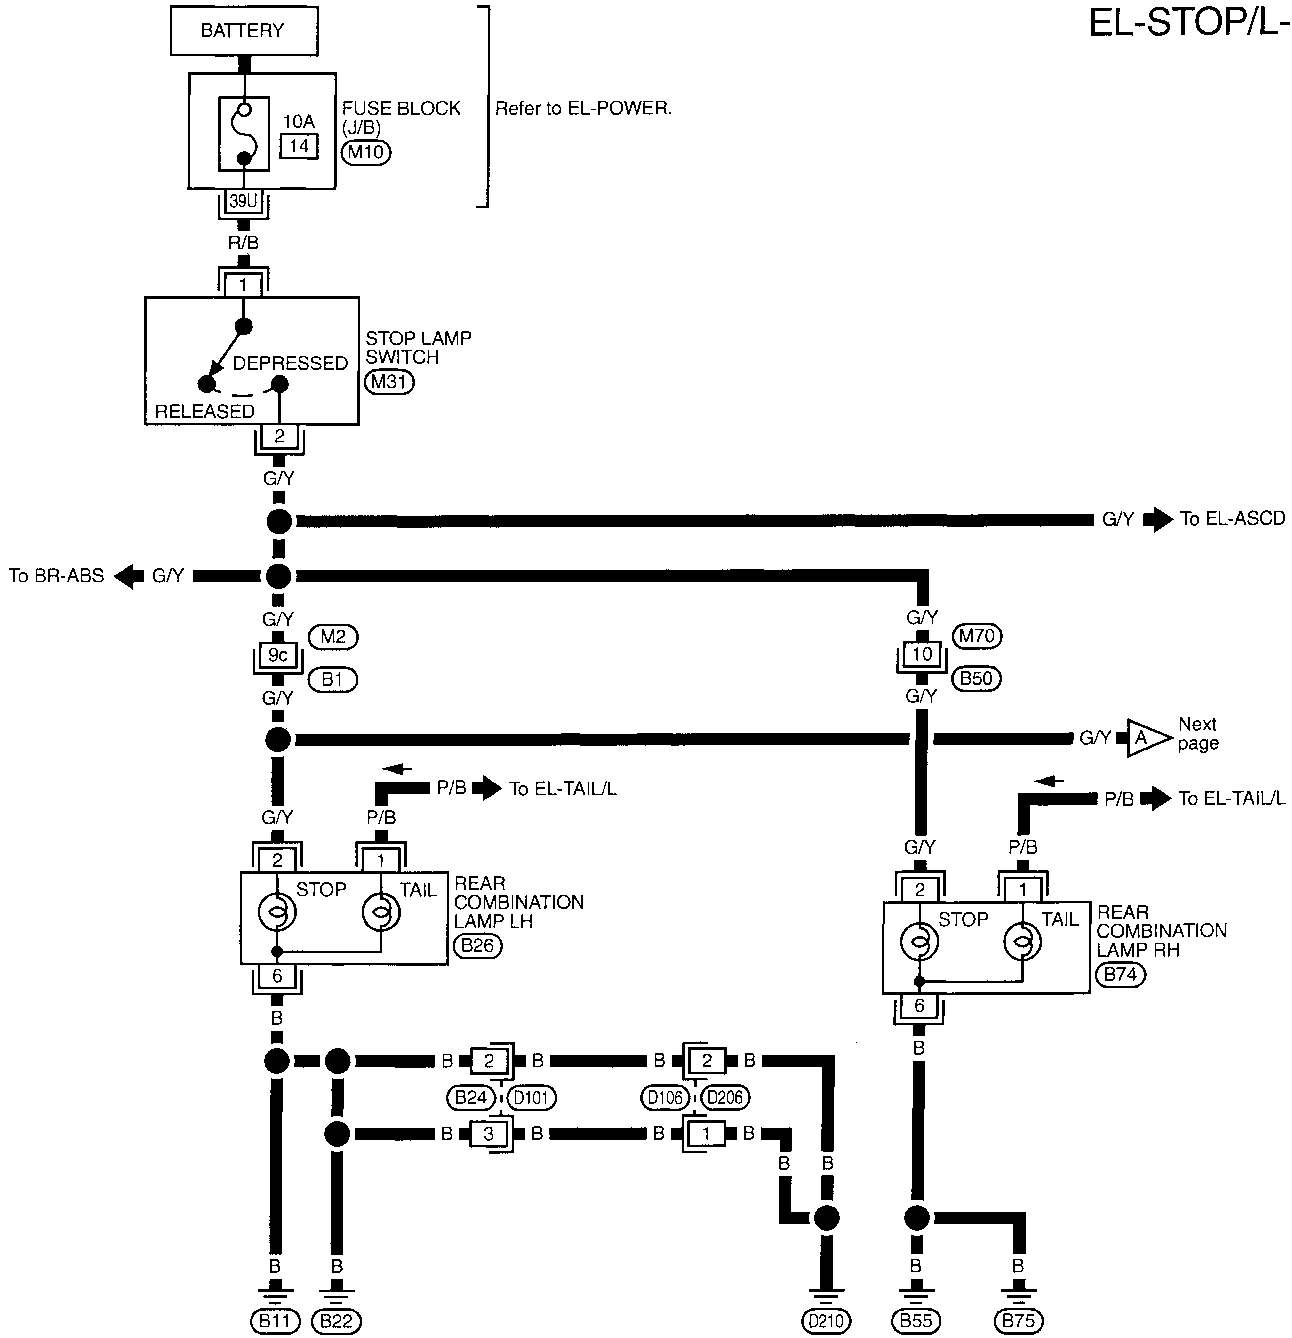 EL-STOP/L-
BATTERY
FUSE BLOCK
(J/B)
M10
10A
14
Refer to EL-POWER.
39U
R/B
1
STOP LAMP
SWITCH
M31
DEPRESSED
RELEASED
2
G/Y
G/Y To EL-ASCD
To BR-ABS G/Y
G/Y
M2
9c
B1
G/Y
G/Y
M70
10
B50
G/Y
G/Y A Next
page
P/B To EL-TAIL/L
P/B To EL-TAIL/L
G/Y
P/B
G/Y
P/B
2
1
STOP
TAIL
REAR
COMBINATION
LAMP LH
B26
6
2
1
STOP
TAIL
REAR
COMBINATION
LAMP RH
B74
6
B
B
B 2 B B 2 B
B24 D101 D106 D206
B 3 B B 1 B
B B
B B B B
B11 B22 D210 B55 B75